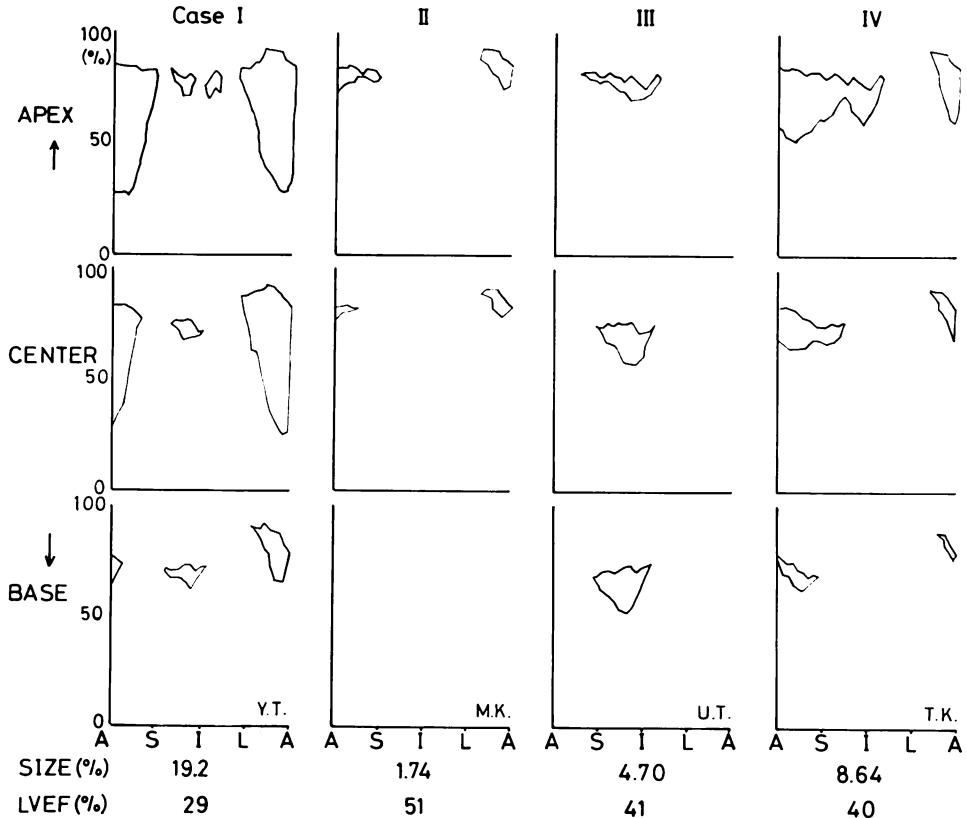 Case I II III IV
100
(%)
APEX
↑
50
0
100
CENTER
50
0
100
↓
BASE
50
0
Y.T. M.K. U.T. T.K.
A S I L A A S I L A A S I L A A S I L A
SIZE (%) 19.2 1.74 4.70 8.64
LVEF (%) 29 51 41 40